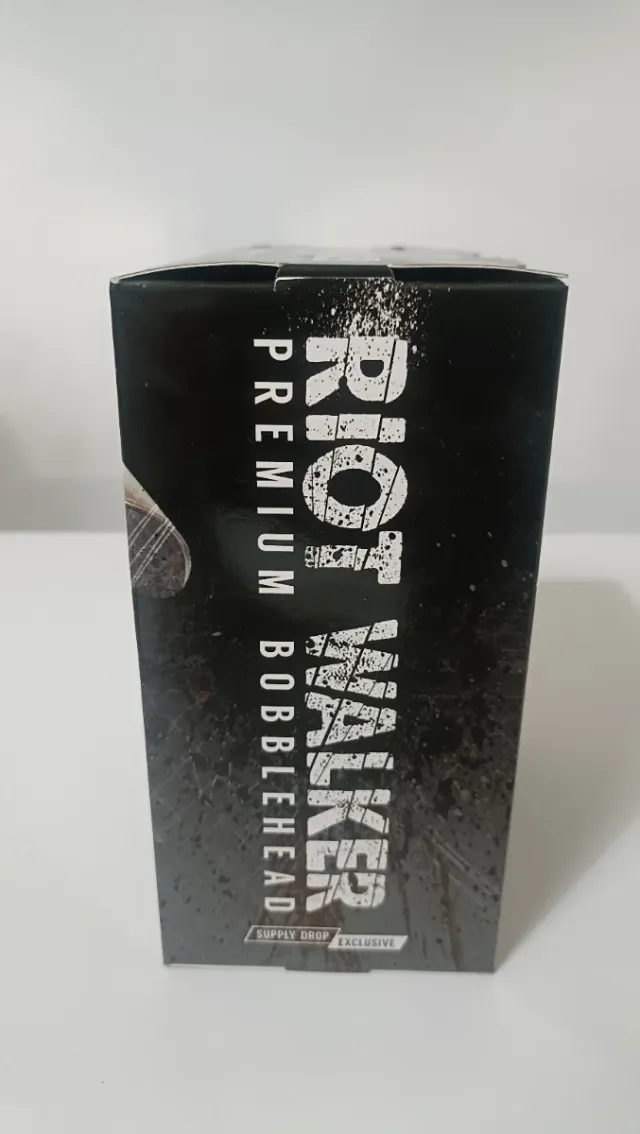 RIOT WALKER
PREMIUM BOBBLEHEAD
SUPPLY DROP EXCLUSIVE